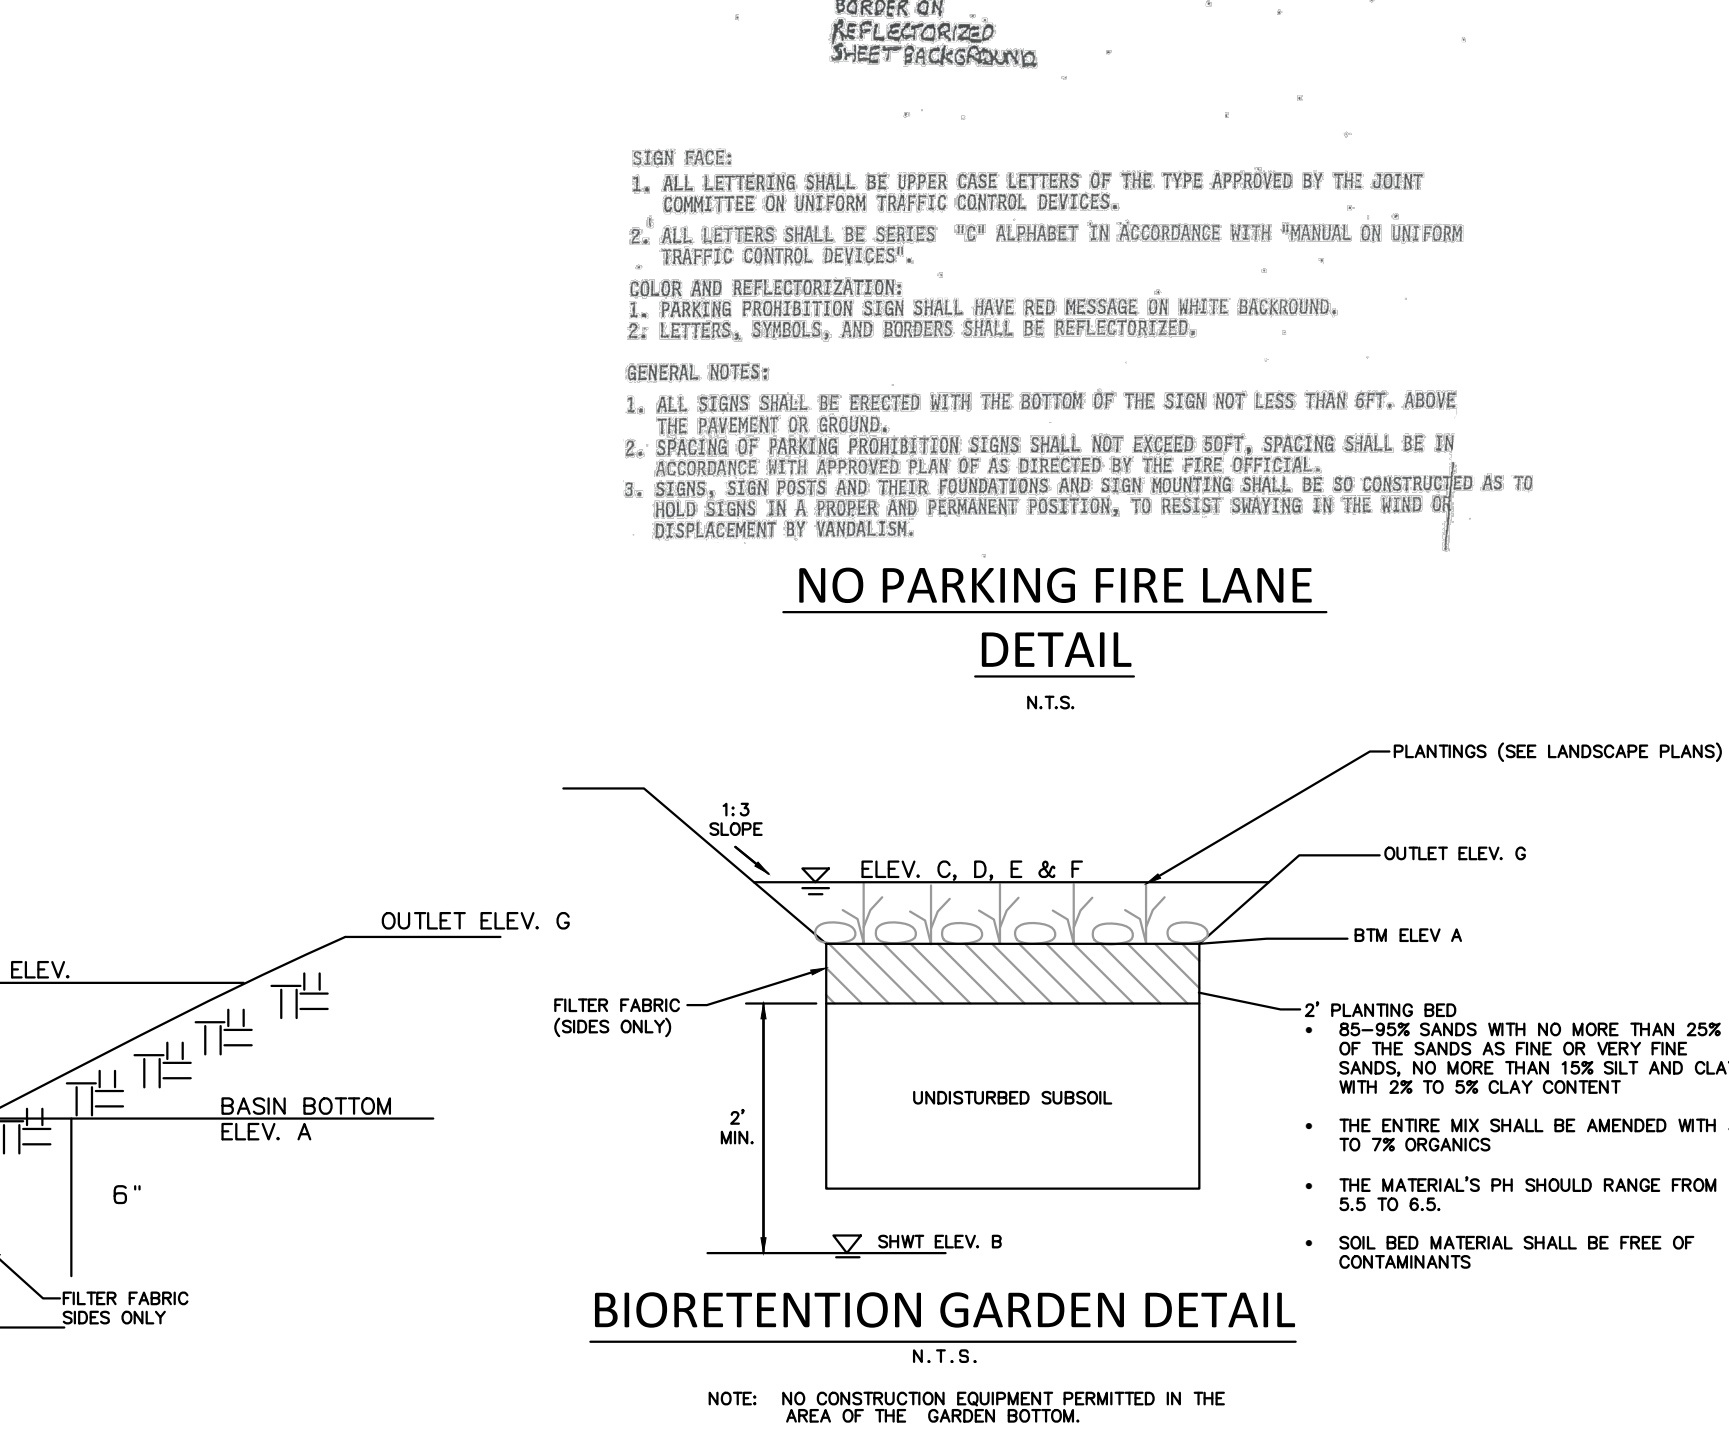 BORDER ON
REFLECTORIZED
SHEET BACKGROUND
SIGN FACE:
1. ALL LETTERING SHALL BE UPPER CASE LETTERS OF THE TYPE APPROVED BY THE JOINT
COMMITTEE ON UNIFORM TRAFFIC CONTROL DEVICES.
2. ALL LETTERS SHALL BE SERIES "C" ALPHABET IN ACCORDANCE WITH "MANUAL ON UNIFORM
TRAFFIC CONTROL DEVICES".
COLOR AND REFLECTORIZATION:
1. PARKING PROHIBITION SIGN SHALL HAVE RED MESSAGE ON WHITE BACKROUND.
2. LETTERS, SYMBOLS, AND BORDERS SHALL BE REFLECTORIZED.
GENERAL NOTES:
1. ALL SIGNS SHALL BE ERECTED WITH THE BOTTOM OF THE SIGN NOT LESS THAN 6FT. ABOVE
THE PAVEMENT OR GROUND.
2. SPACING OF PARKING PROHIBITION SIGNS SHALL NOT EXCEED 50FT, SPACING SHALL BE IN
ACCORDANCE WITH APPROVED PLAN OF AS DIRECTED BY THE FIRE OFFICIAL.
3. SIGNS, SIGN POSTS AND THEIR FOUNDATIONS AND SIGN MOUNTING SHALL BE SO CONSTRUCTED AS TO
HOLD SIGNS IN A PROPER AND PERMANENT POSITION, TO RESIST SWAYING IN THE WIND OR
DISPLACEMENT BY VANDALISM.
NO PARKING FIRE LANE
DETAIL
N.T.S.
OUTLET ELEV. G
ELEV.
BASIN BOTTOM
ELEV. A
6"
FILTER FABRIC
SIDES ONLY
PLANTINGS (SEE LANDSCAPE PLANS)
1:3
SLOPE
ELEV. C, D, E & F
OUTLET ELEV. G
BTM ELEV A
FILTER FABRIC
(SIDES ONLY)
2' PLANTING BED
• 85-95% SANDS WITH NO MORE THAN 25%
OF THE SANDS AS FINE OR VERY FINE
SANDS, NO MORE THAN 15% SILT AND CLA
WITH 2% TO 5% CLAY CONTENT
• THE ENTIRE MIX SHALL BE AMENDED WITH
TO 7% ORGANICS
• THE MATERIAL'S PH SHOULD RANGE FROM
5.5 TO 6.5.
• SOIL BED MATERIAL SHALL BE FREE OF
CONTAMINANTS
UNDISTURBED SUBSOIL
2'
MIN.
SHWT ELEV. B
BIORETENTION GARDEN DETAIL
N.T.S.
NOTE: NO CONSTRUCTION EQUIPMENT PERMITTED IN THE
AREA OF THE GARDEN BOTTOM.